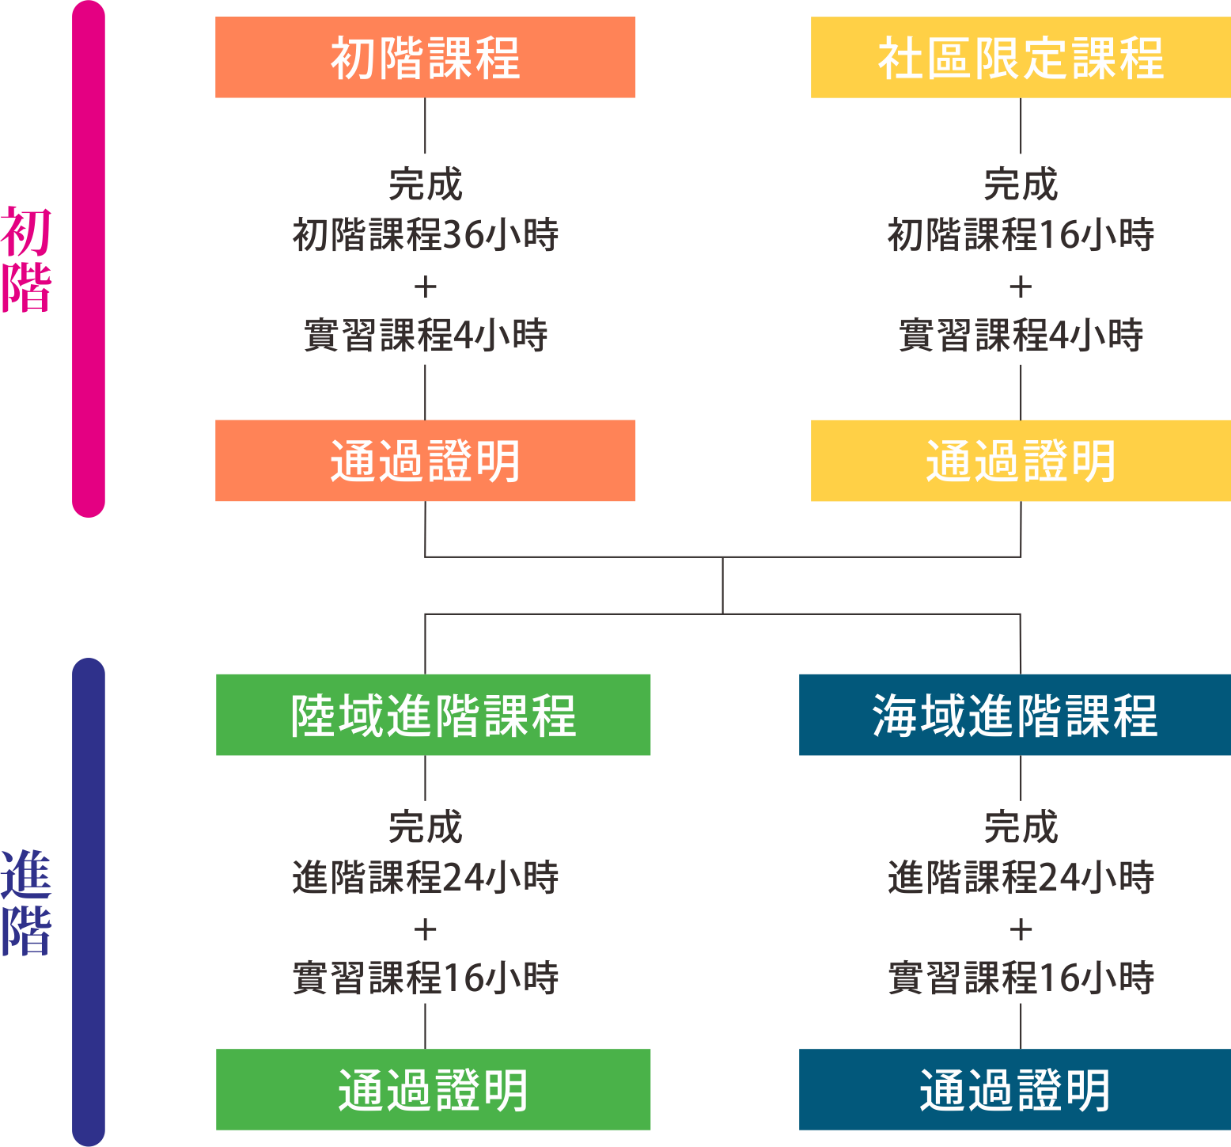 初階
初階課程
完成
初階課程36小時
+
實習課程4小時
通過證明
社區限定課程
完成
初階課程16小時
+
實習課程4小時
通過證明
進階
陸域進階課程
完成
進階課程24小時
+
實習課程16小時
通過證明
海域進階課程
完成
進階課程24小時
+
實習課程16小時
通過證明